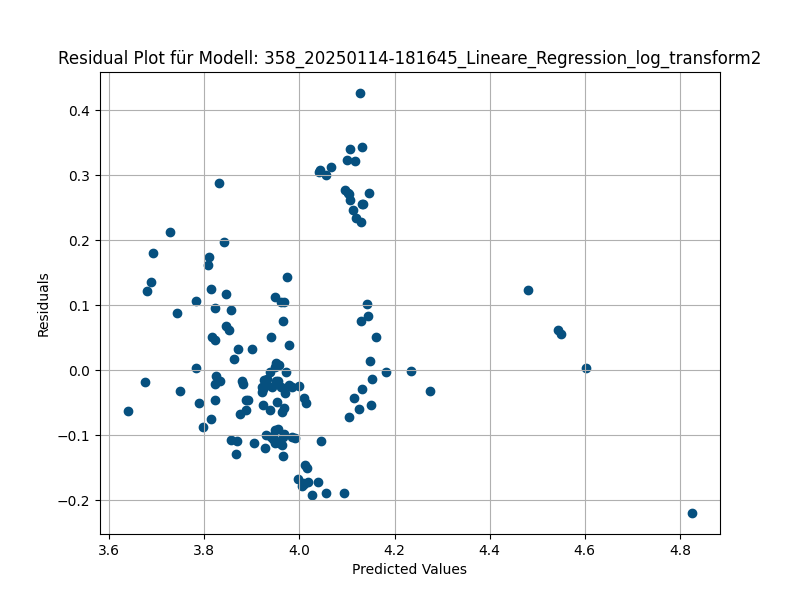 Residual Plot für Modell: 358_20250114-181645_Lineare_Regression_log_transform2
Residuals
0.4
0.3
0.2
0.1
0.0
−0.1
−0.2
3.6 3.8 4.0 4.2 4.4 4.6 4.8
Predicted Values